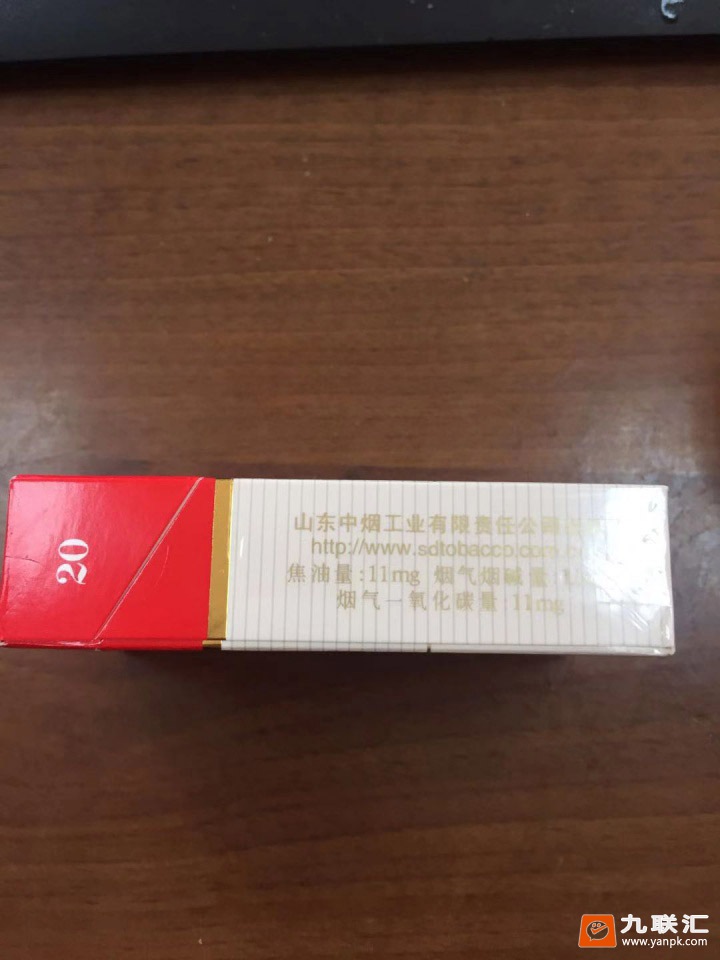 20
山东中烟工业有限责任公司
http://www.sdtobacco.com.
焦油量:11mg 烟气烟碱量
烟气一氧化碳量 11mg
九联汇
www.yanpk.com